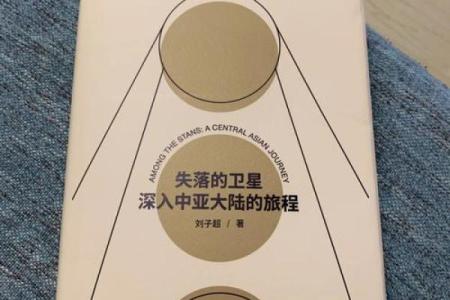 AMONG THE STANS: A CENTRAL ASIAN JOURNEY
失落的卫星
深入中亚大陆的旅程
刘子超 / 著